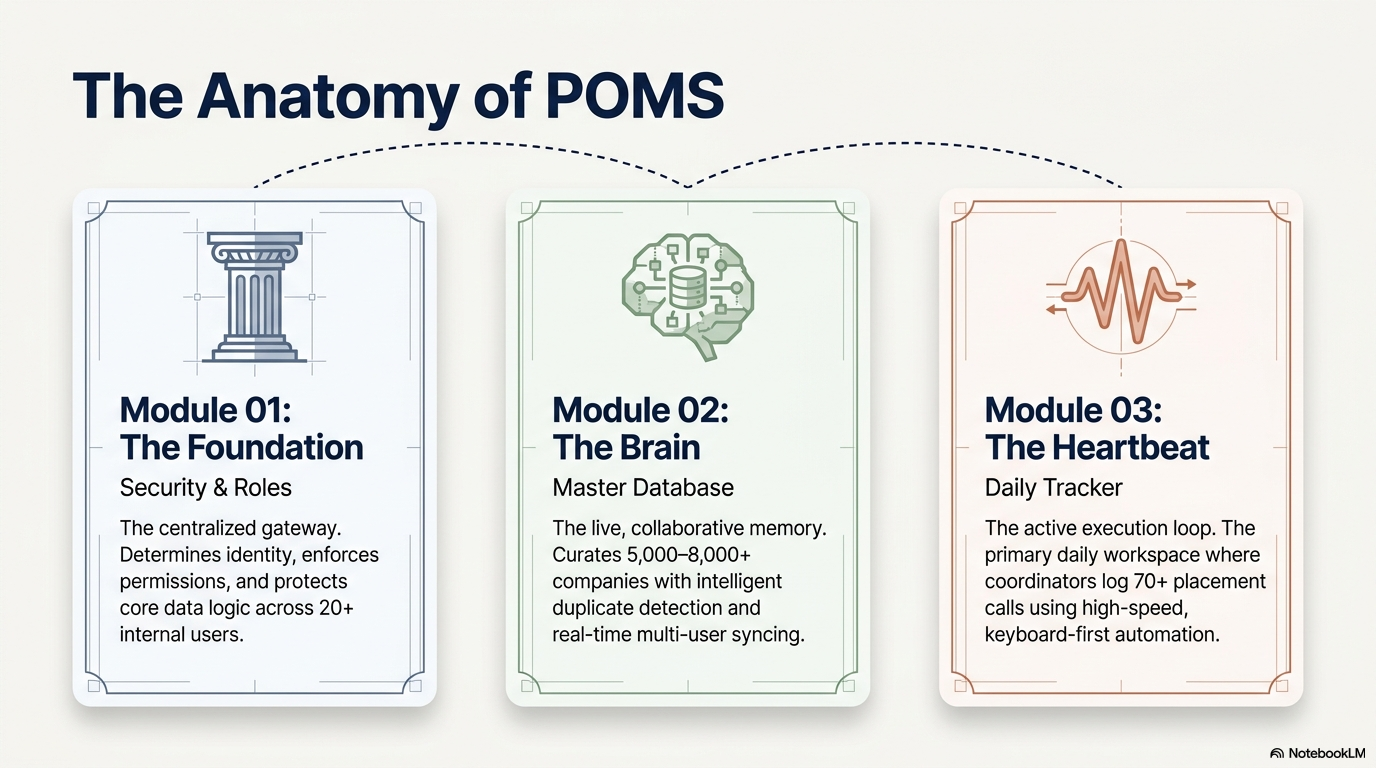 The Anatomy of POMS
Module 01:
The Foundation
Security & Roles
The centralized gateway.
Determines identity, enforces
permissions, and protects
core data logic across 20+
internal users.
Module 02:
The Brain
Master Database
The live, collaborative memory.
Curates 5,000–8,000+
companies with intelligent
duplicate detection and
real-time multi-user syncing.
Module 03:
The Heartbeat
Daily Tracker
The active execution loop. The
primary daily workspace where
coordinators log 70+ placement
calls using high-speed,
keyboard-first automation.
NotebookLM